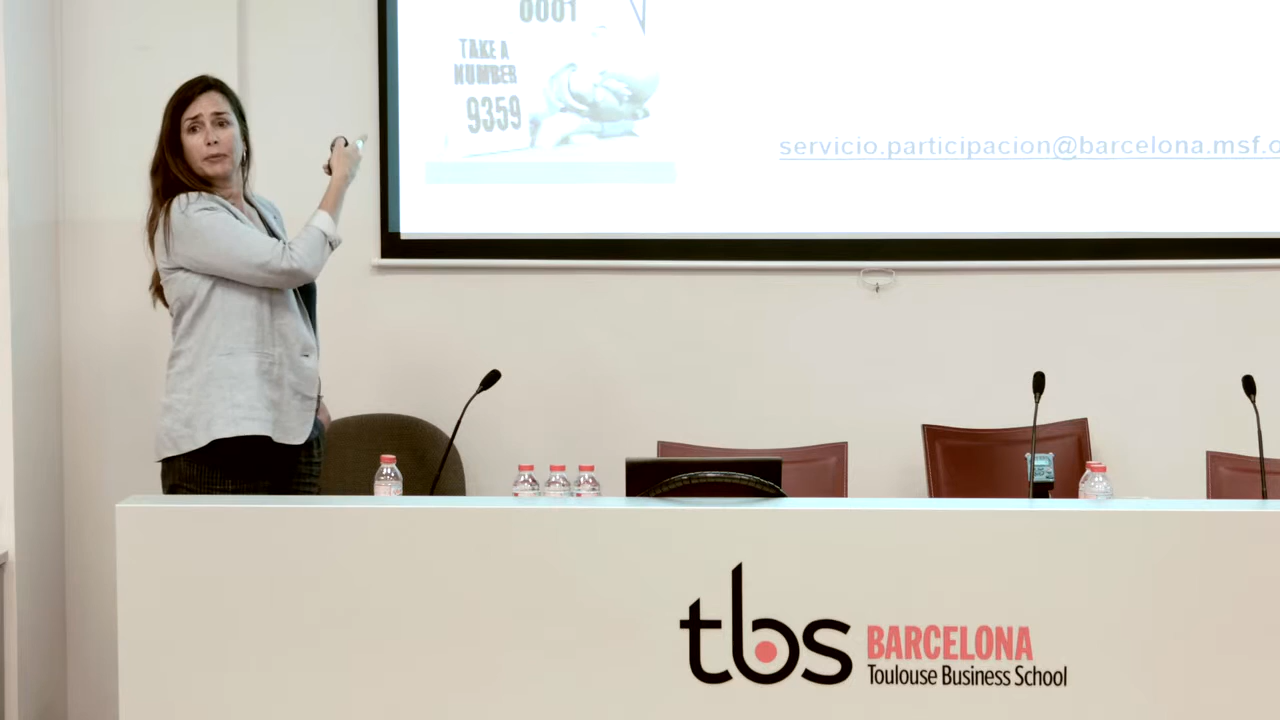 0001
TAKE A
NUMBER
9359
servicio.participacion@barcelona.msf.o
tbs
BARCELONA
Toulouse Business School